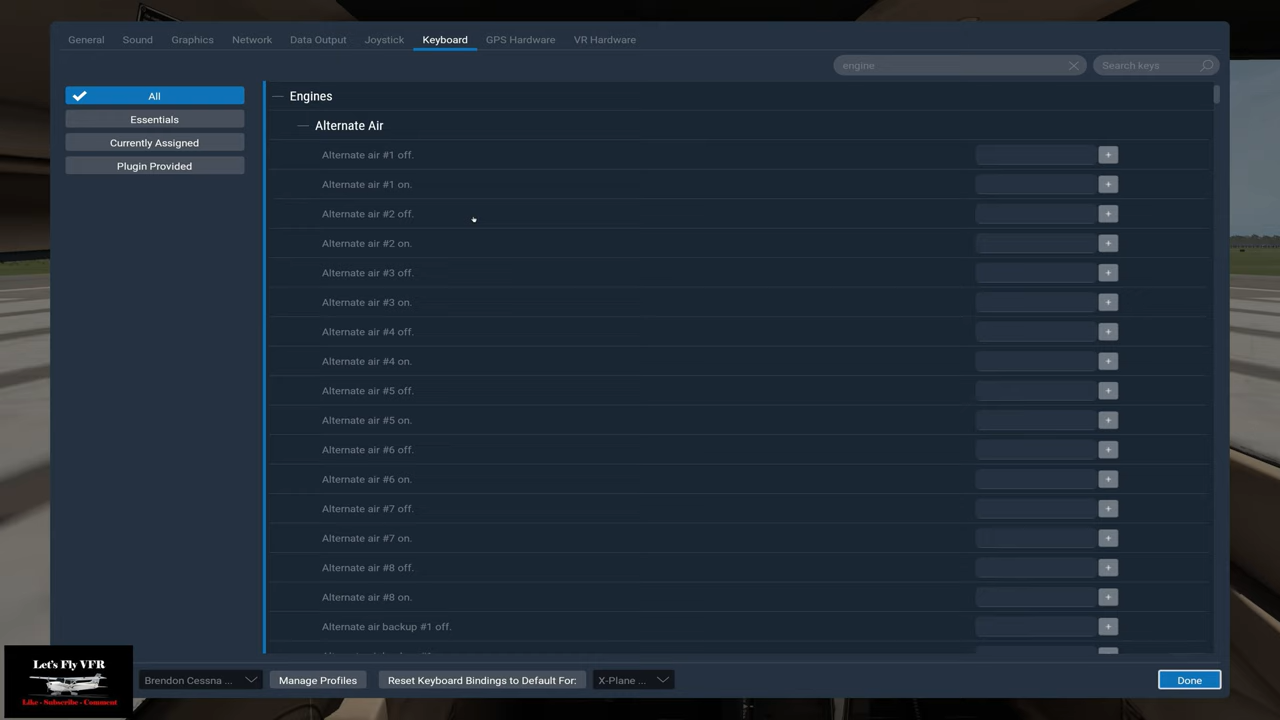 General Sound Graphics Network Data Output Joystick Keyboard GPS Hardware VR Hardware
engine Search keys
All
Essentials
Currently Assigned
Plugin Provided
Engines
Alternate Air
Alternate air #1 off. +
Alternate air #1 on. +
Alternate air #2 off. +
Alternate air #2 on. +
Alternate air #3 off. +
Alternate air #3 on. +
Alternate air #4 off. +
Alternate air #4 on. +
Alternate air #5 off. +
Alternate air #5 on. +
Alternate air #6 off. +
Alternate air #6 on. +
Alternate air #7 off. +
Alternate air #7 on. +
Alternate air #8 off. +
Alternate air #8 on. +
Alternate air backup #1 off. +
Let's Fly VFR
Like - Subscribe - Comment
Brendon Cessna ... Manage Profiles Reset Keyboard Bindings to Default For: X-Plane ... Done